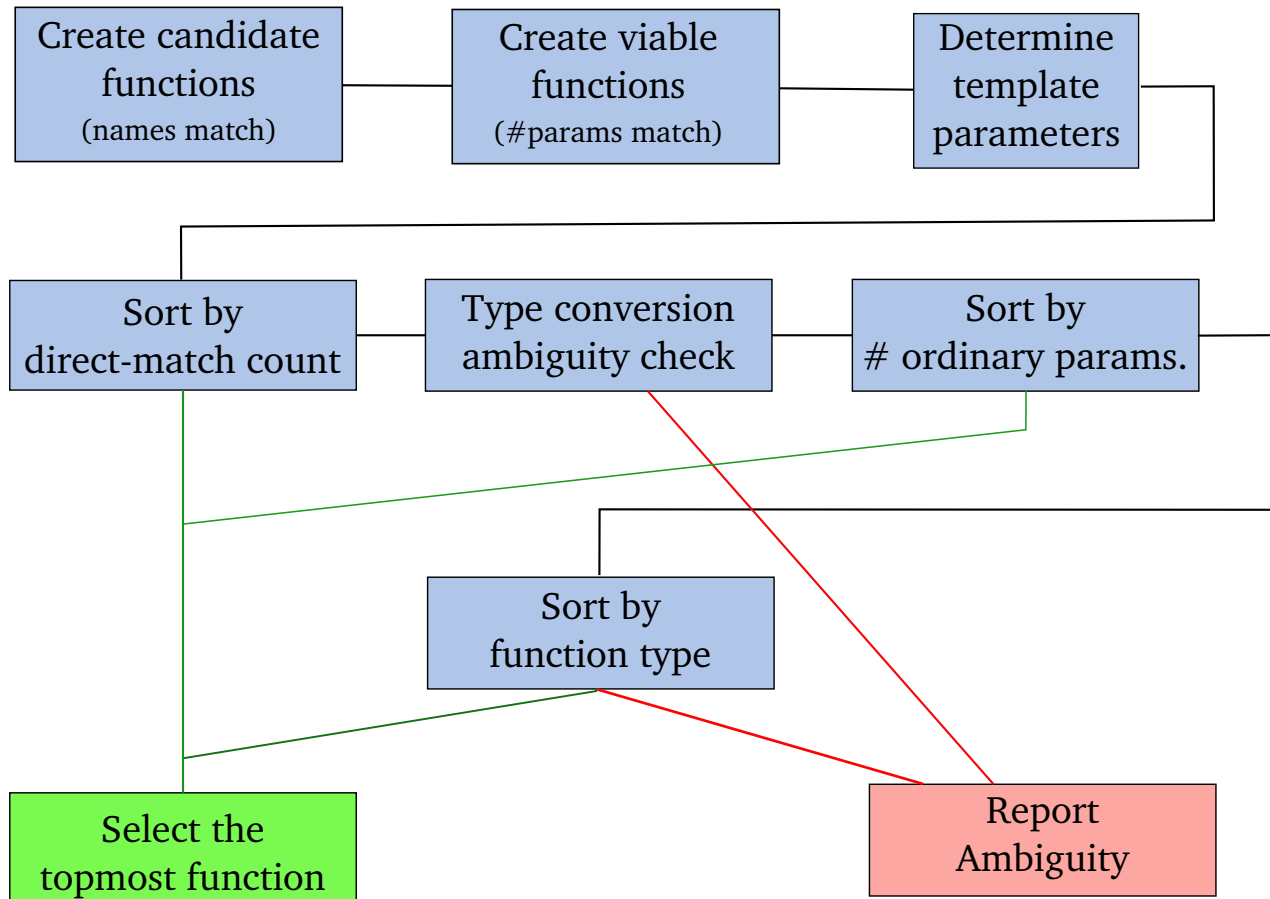 Create candidate
functions
(names match)
Create viable
functions
(#params match)
Determine
template
parameters
Sort by
direct-match count
Type conversion
ambiguity check
Sort by
# ordinary params.
Sort by
function type
Select the
topmost function
Report
Ambiguity